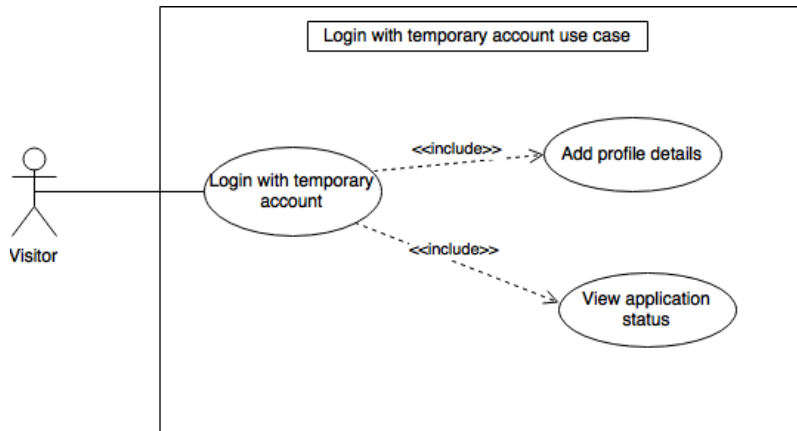 Login with temporary account use case
<<include>>
Add profile details
Login with temporary
account
Visitor
<<include>>
View application
status